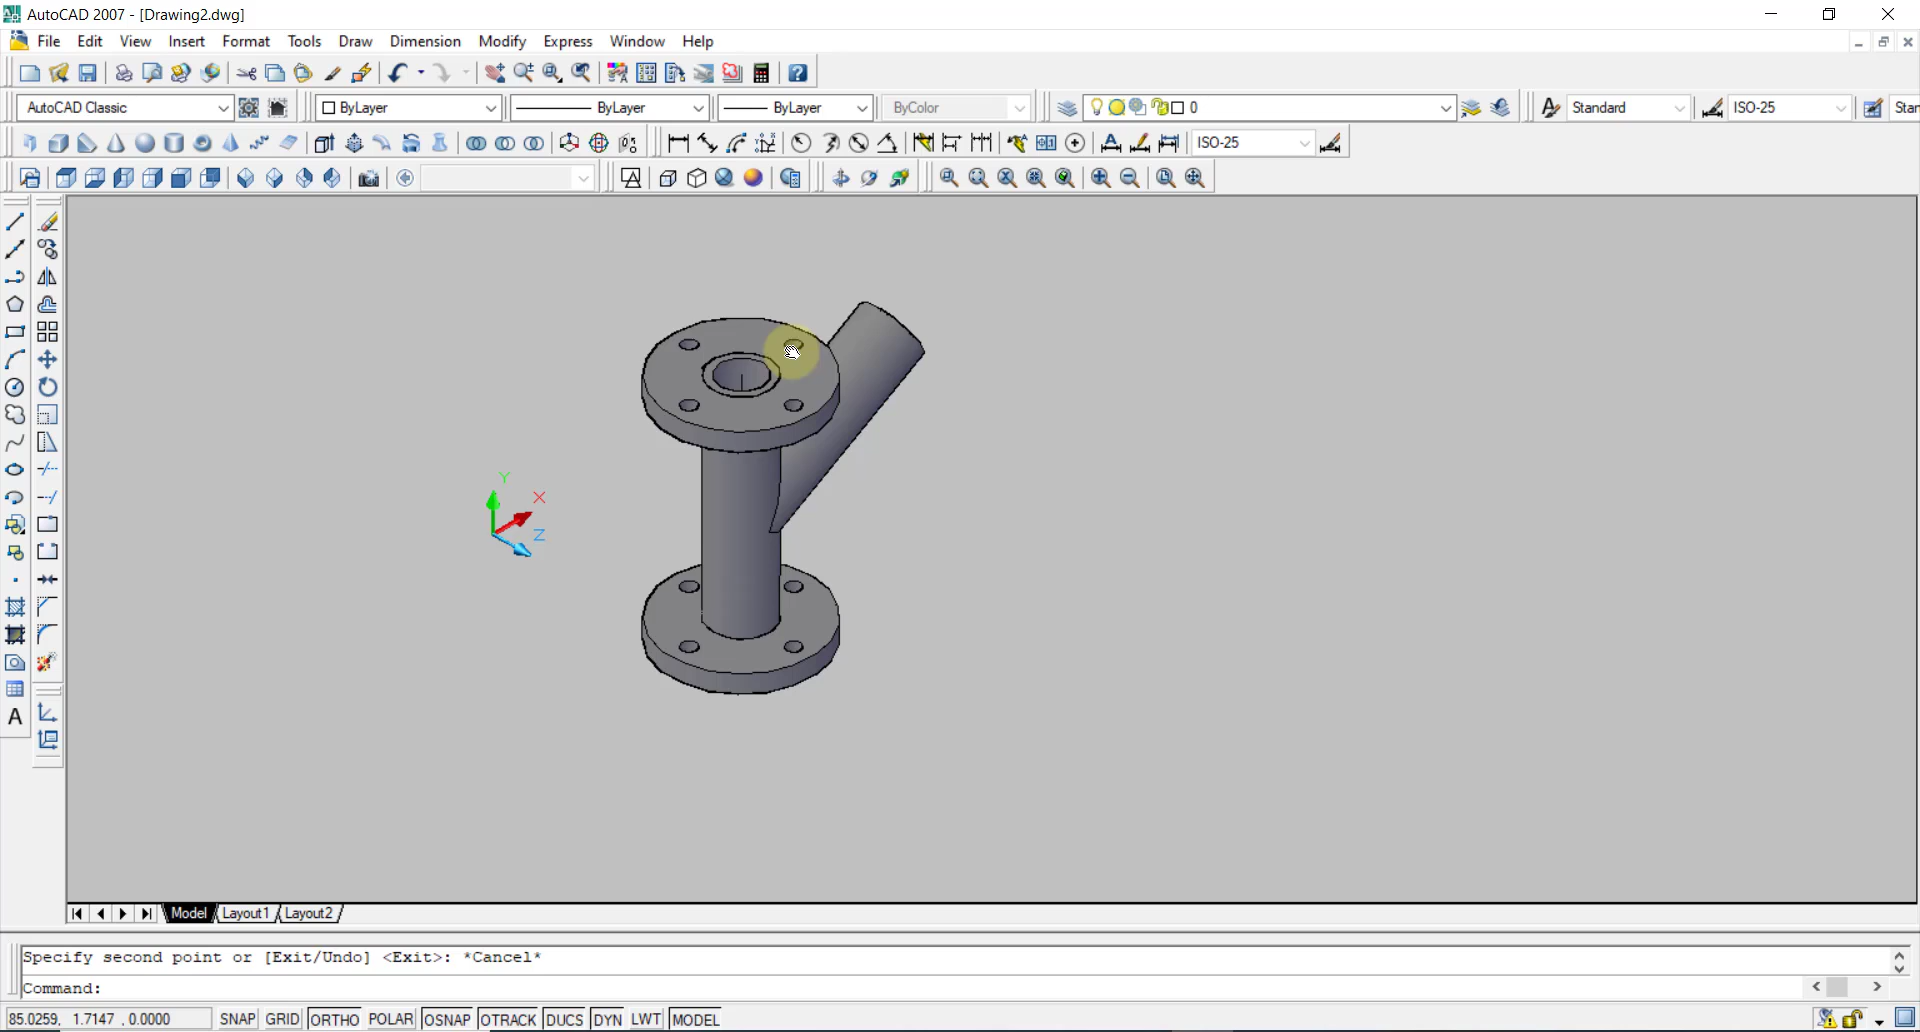 AutoCAD 2007 - [Drawing2.dwg]
File Edit View Insert Format Tools Draw Dimension Modify Express Window Help
AutoCAD Classic ByLayer ByLayer ByLayer ByColor 0 Standard ISO-25 Stan
ISO-25
Y
X
Z
A
Model Layout1 Layout2
Specify second point or [Exit/Undo] <Exit>: *Cancel*
Command:
85.0259, 1.7147 , 0.0000 SNAP GRID ORTHO POLAR OSNAP OTRACK DUCS DYN LWT MODEL